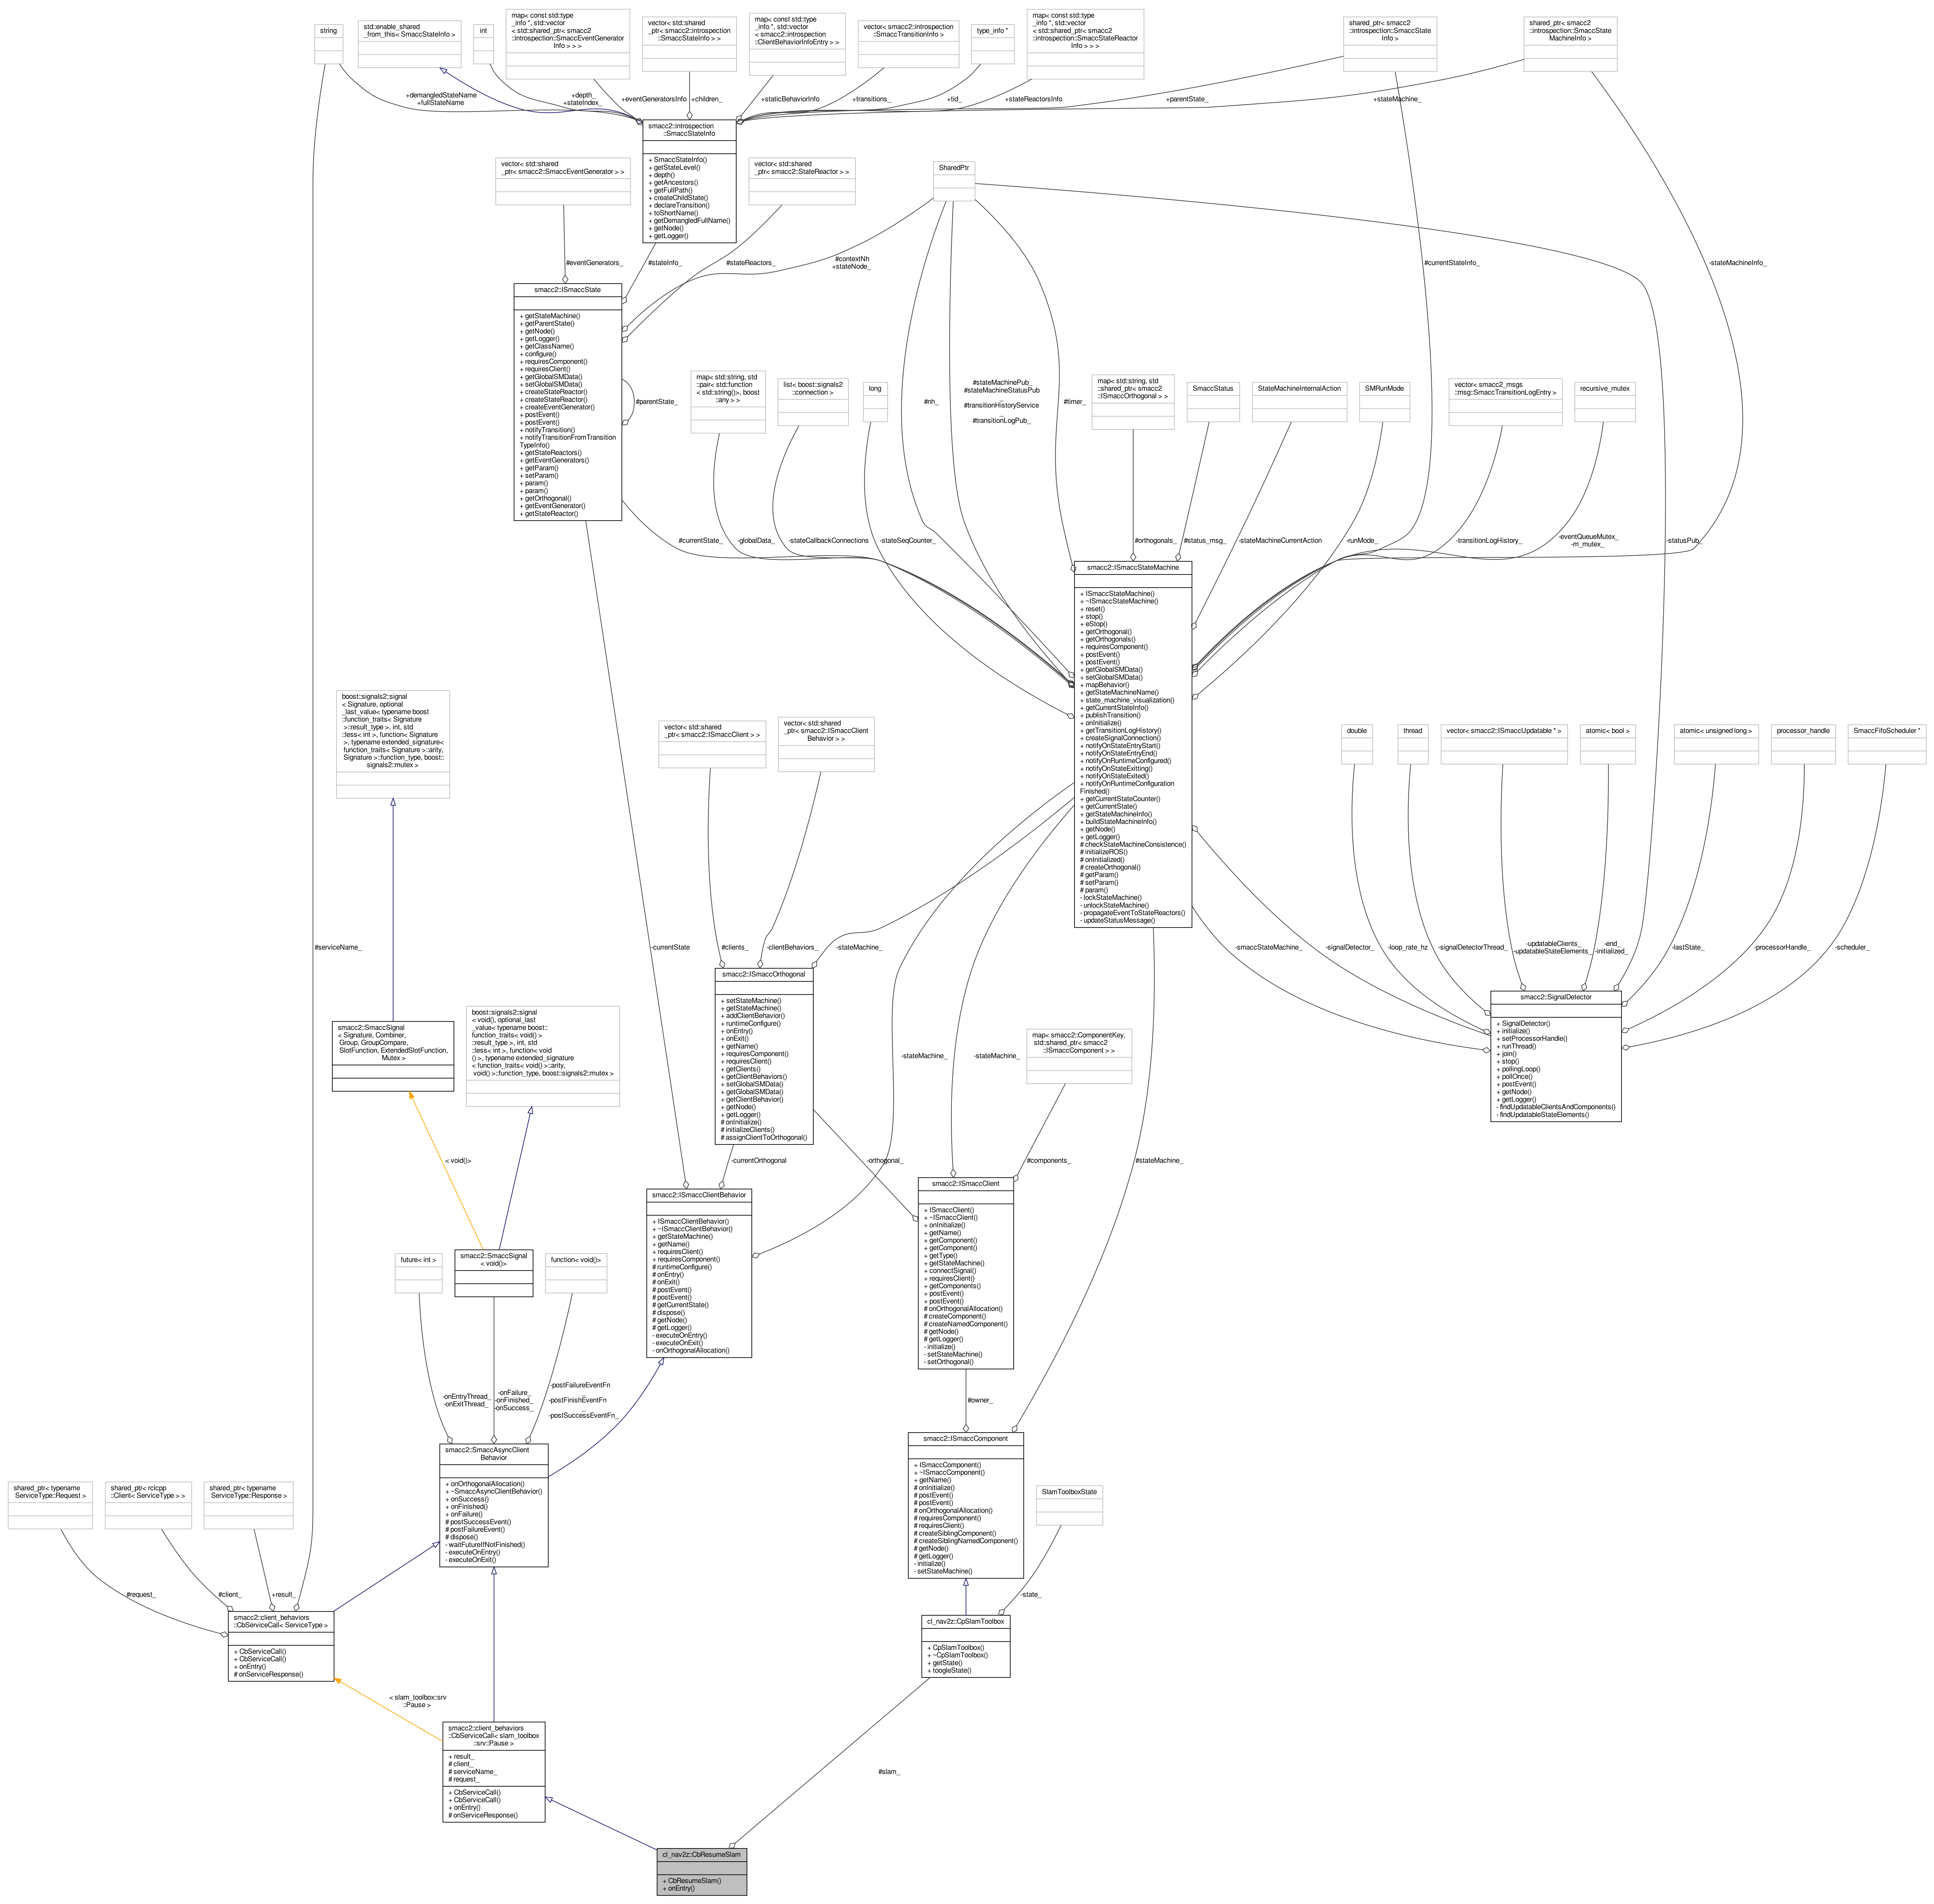 string
std::enable_shared
_from_this< SmaccStateInfo >
int
map< const std::type
_info *, std::vector
< std::shared_ptr< smacc2
::introspection::SmaccEventGenerator
Info > > >
vector< std::shared
_ptr< smacc2::introspection
::SmaccStateInfo > >
map< const std::type
_info *, std::vector
< smacc2::introspection
::ClientBehaviorInfoEntry > >
vector< smacc2::introspection
::SmaccTransitionInfo >
type_info *
map< const std::type
_info *, std::vector
< std::shared_ptr< smacc2
::introspection::SmaccStateReactor
Info > > >
shared_ptr< smacc2
::introspection::SmaccState
Info >
shared_ptr< smacc2
::introspection::SmaccState
MachineInfo >
+demangledStateName
+fullStateName
+depth_
+stateIndex_
+eventGeneratorsInfo
+children_
+staticBehaviorInfo
+transitions_
+tid_
+stateReactorsInfo
+parentState_
+stateMachine_
smacc2::introspection
::SmaccStateInfo
+ SmaccStateInfo()
+ getStateLevel()
+ depth()
+ getAncestors()
+ getFullPath()
+ createChildState()
+ declareTransition()
+ toShortName()
+ getDemangledFullName()
+ getNode()
+ getLogger()
vector< std::shared
_ptr< smacc2::SmaccEventGenerator > >
vector< std::shared
_ptr< smacc2::StateReactor > >
SharedPtr
#eventGenerators_
#stateInfo_
#stateReactors_
#contextNh
+stateNode_
#currentStateInfo_
-stateMachineInfo_
smacc2::ISmaccState
+ getStateMachine()
+ getParentState()
+ getNode()
+ getLogger()
+ getClassName()
+ configure()
+ requiresComponent()
+ requiresClient()
+ getGlobalSMData()
+ setGlobalSMData()
+ createStateReactor()
+ createStateReactor()
+ createEventGenerator()
+ postEvent()
+ postEvent()
+ notifyTransition()
+ notifyTransitionFromTransition
TypeInfo()
+ getStateReactors()
+ getEventGenerators()
+ getParam()
+ setParam()
+ param()
+ param()
+ getOrthogonal()
+ getEventGenerator()
+ getStateReactor()
#parentState_
map< std::string, std
::pair< std::function
< std::string()>, boost
::any > >
list< boost::signals2
::connection >
long
#nh_
#stateMachinePub_
#stateMachineStatusPub
_
#transitionHistoryService
_
#transitionLogPub_
#timer_
map< std::string, std
::shared_ptr< smacc2
::ISmaccOrthogonal > >
SmaccStatus
StateMachineInternalAction
SMRunMode
vector< smacc2_msgs
::msg::SmaccTransitionLogEntry >
recursive_mutex
#currentState_
-globalData_
-stateCallbackConnections
-stateSeqCounter_
#orthogonals_
#status_msg_
-stateMachineCurrentAction
-runMode_
-transitionLogHistory_
-eventQueueMutex_
-m_mutex_
-statusPub_
smacc2::ISmaccStateMachine
+ ISmaccStateMachine()
+ ~ISmaccStateMachine()
+ reset()
+ stop()
+ eStop()
+ getOrthogonal()
+ getOrthogonals()
+ requiresComponent()
+ postEvent()
+ postEvent()
+ getGlobalSMData()
+ setGlobalSMData()
+ mapBehavior()
+ getStateMachineName()
+ state_machine_visualization()
+ getCurrentStateInfo()
+ publishTransition()
+ onInitialize()
+ getTransitionLogHistory()
+ createSignalConnection()
+ notifyOnStateEntryStart()
+ notifyOnStateEntryEnd()
+ notifyOnRuntimeConfigured()
+ notifyOnStateExitting()
+ notifyOnStateExited()
+ notifyOnRuntimeConfiguration
Finished()
+ getCurrentStateCounter()
+ getCurrentState()
+ getStateMachineInfo()
+ buildStateMachineInfo()
+ getNode()
+ getLogger()
# checkStateMachineConsistence()
# initializeROS()
# onInitialized()
# createOrthogonal()
# getParam()
# setParam()
# param()
- lockStateMachine()
- unlockStateMachine()
- propagateEventToStateReactors()
- updateStatusMessage()
boost::signals2::signal
< Signature, optional
_last_value< typename boost
::function_traits< Signature
>::result_type >, int, std
::less< int >, function< Signature
>, typename extended_signature<
function_traits< Signature >::arity,
Signature >::function_type, boost::
signals2::mutex >
vector< std::shared
_ptr< smacc2::ISmaccClient > >
vector< std::shared
_ptr< smacc2::ISmaccClient
Behavior > >
double
thread
vector< smacc2::ISmaccUpdatable * >
atomic< bool >
atomic< unsigned long >
processor_handle
SmaccFifoScheduler *
#serviceName_
-currentState
#clients_
-clientBehaviors_
-stateMachine_
-smaccStateMachine_
-signalDetector_
-loop_rate_hz
-signalDetectorThread_
-updatableClients_
-updatableStateElements_
-end_
-initialized_
-lastState_
-processorHandle_
-scheduler_
smacc2::ISmaccOrthogonal
+ setStateMachine()
+ getStateMachine()
+ addClientBehavior()
+ runtimeConfigure()
+ onEntry()
+ onExit()
+ getName()
+ requiresComponent()
+ requiresClient()
+ getClients()
+ getClientBehaviors()
+ setGlobalSMData()
+ getGlobalSMData()
+ getClientBehavior()
+ getNode()
+ getLogger()
# onInitialize()
# initializeClients()
# assignClientToOrthogonal()
smacc2::SignalDetector
+ SignalDetector()
+ initialize()
+ setProcessorHandle()
+ runThread()
+ join()
+ stop()
+ pollingLoop()
+ pollOnce()
+ postEvent()
+ getNode()
+ getLogger()
- findUpdatableClientsAndComponents()
- findUpdatableStateElements()
smacc2::SmaccSignal
< Signature, Combiner,
Group, GroupCompare,
SlotFunction, ExtendedSlotFunction,
Mutex >
boost::signals2::signal
< void(), optional_last
_value< typename boost::
function_traits< void() >
::result_type >, int, std
::less< int >, function< void
() >, typename extended_signature
< function_traits< void() >::arity,
void() >::function_type, boost::signals2::mutex >
map< smacc2::ComponentKey,
std::shared_ptr< smacc2
::ISmaccComponent > >
-stateMachine_
-stateMachine_
< void()>
-currentOrthogonal
-orthogonal_
#components_
#stateMachine_
smacc2::ISmaccClientBehavior
+ ISmaccClientBehavior()
+ ~ISmaccClientBehavior()
+ getStateMachine()
+ getName()
+ requiresClient()
+ requiresComponent()
# runtimeConfigure()
# onEntry()
# onExit()
# postEvent()
# postEvent()
# getCurrentState()
# dispose()
# getNode()
# getLogger()
- executeOnEntry()
- executeOnExit()
- onOrthogonalAllocation()
smacc2::ISmaccClient
+ ISmaccClient()
+ ~ISmaccClient()
+ onInitialize()
+ getName()
+ getComponent()
+ getComponent()
+ getType()
+ getStateMachine()
+ connectSignal()
+ requiresClient()
+ getComponents()
+ postEvent()
+ postEvent()
# onOrthogonalAllocation()
# createComponent()
# createNamedComponent()
# getNode()
# getLogger()
- initialize()
- setStateMachine()
- setOrthogonal()
future< int >
smacc2::SmaccSignal
< void()>
function< void()>
-onEntryThread_
-onExitThread_
-onFailure_
-onFinished_
-onSuccess_
-postFailureEventFn
_
-postFinishEventFn
_
-postSuccessEventFn_
#owner_
smacc2::SmaccAsyncClient
Behavior
+ onOrthogonalAllocation()
+ ~SmaccAsyncClientBehavior()
+ onSuccess()
+ onFinished()
+ onFailure()
# postSuccessEvent()
# postFailureEvent()
# dispose()
- waitFutureIfNotFinished()
- executeOnEntry()
- executeOnExit()
smacc2::ISmaccComponent
+ ISmaccComponent()
+ ~ISmaccComponent()
+ getName()
# onInitialize()
# postEvent()
# postEvent()
# onOrthogonalAllocation()
# requiresComponent()
# requiresClient()
# createSiblingComponent()
# createSiblingNamedComponent()
# getNode()
# getLogger()
- initialize()
- setStateMachine()
SlamToolboxState
shared_ptr< typename
ServiceType::Request >
shared_ptr< rclcpp
::Client< ServiceType > >
shared_ptr< typename
ServiceType::Response >
#request_
#client_
+result_
-state_
smacc2::client_behaviors
::CbServiceCall< ServiceType >
+ CbServiceCall()
+ CbServiceCall()
+ onEntry()
# onServiceResponse()
cl_nav2z::CpSlamToolbox
+ CpSlamToolbox()
+ ~CpSlamToolbox()
+ getState()
+ toogleState()
< slam_toolbox::srv
::Pause >
smacc2::client_behaviors
::CbServiceCall< slam_toolbox
::srv::Pause >
+ result_
# client_
# serviceName_
# request_
+ CbServiceCall()
+ CbServiceCall()
+ onEntry()
# onServiceResponse()
#slam_
cl_nav2z::CbResumeSlam
+ CbResumeSlam()
+ onEntry()